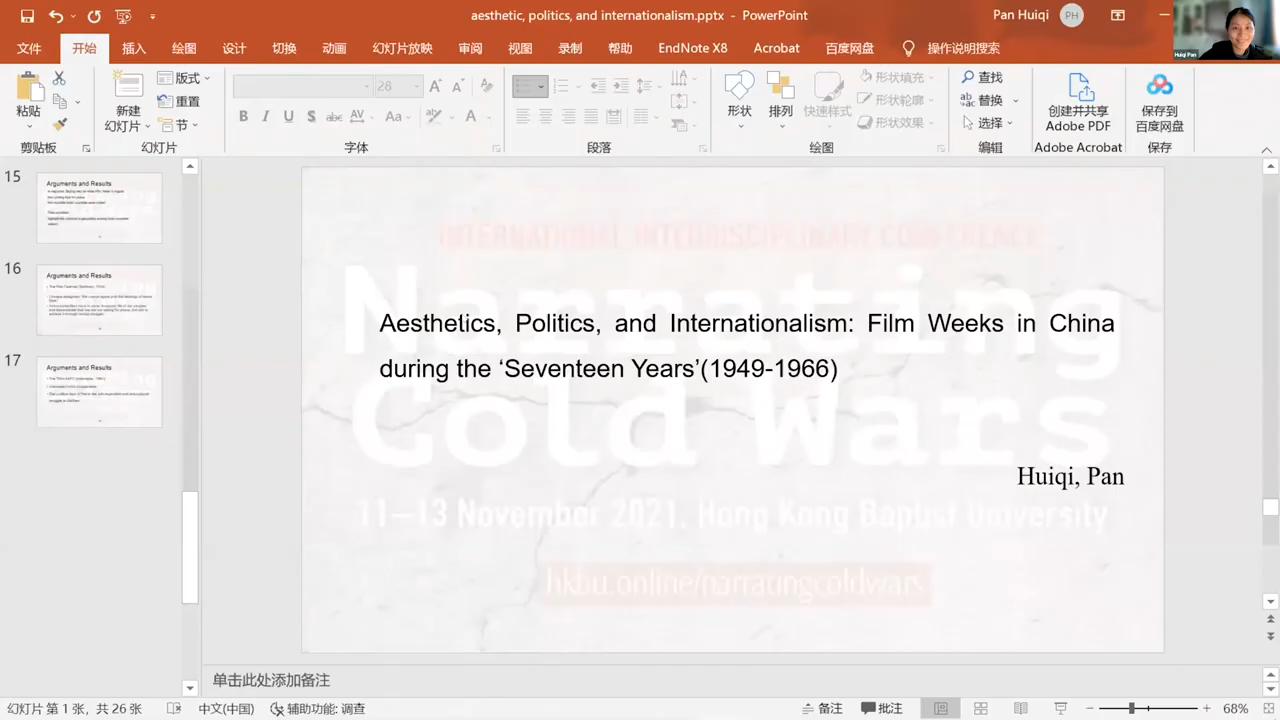 aesthetic, politics, and internationalism.pptx - PowerPoint
Pan Huiqi
PH
Huiqi Pan
文件 开始 插入 绘图 设计 切换 动画 幻灯片放映 审阅 视图 录制 帮助 EndNote X8 Acrobat 百度网盘 操作说明搜索
粘贴
剪贴板
新建
幻灯片
版式
重置
节
幻灯片
28
B I U S abc AV Aa A
字体
段落
形状
排列
快速样式
形状填充
形状轮廓
形状效果
绘图
查找
替换
选择
编辑
创建并共享
Adobe PDF
Adobe Acrobat
保存到
百度网盘
保存
15
Arguments and Results
16
Arguments and Results
17
Arguments and Results
INTERNATIONAL INTERDISCIPLINARY CONFERENCE
Narrating
Aesthetics, Politics, and Internationalism: Film Weeks in China
during the ‘Seventeen Years’(1949-1966)
Cold Wars
Huiqi, Pan
11–13 November 2021, Hong Kong Baptist University
hkbu.online/narratingcoldwars
单击此处添加备注
幻灯片 第 1 张，共 26 张 中文(中国) 辅助功能: 调查 备注 批注 68%